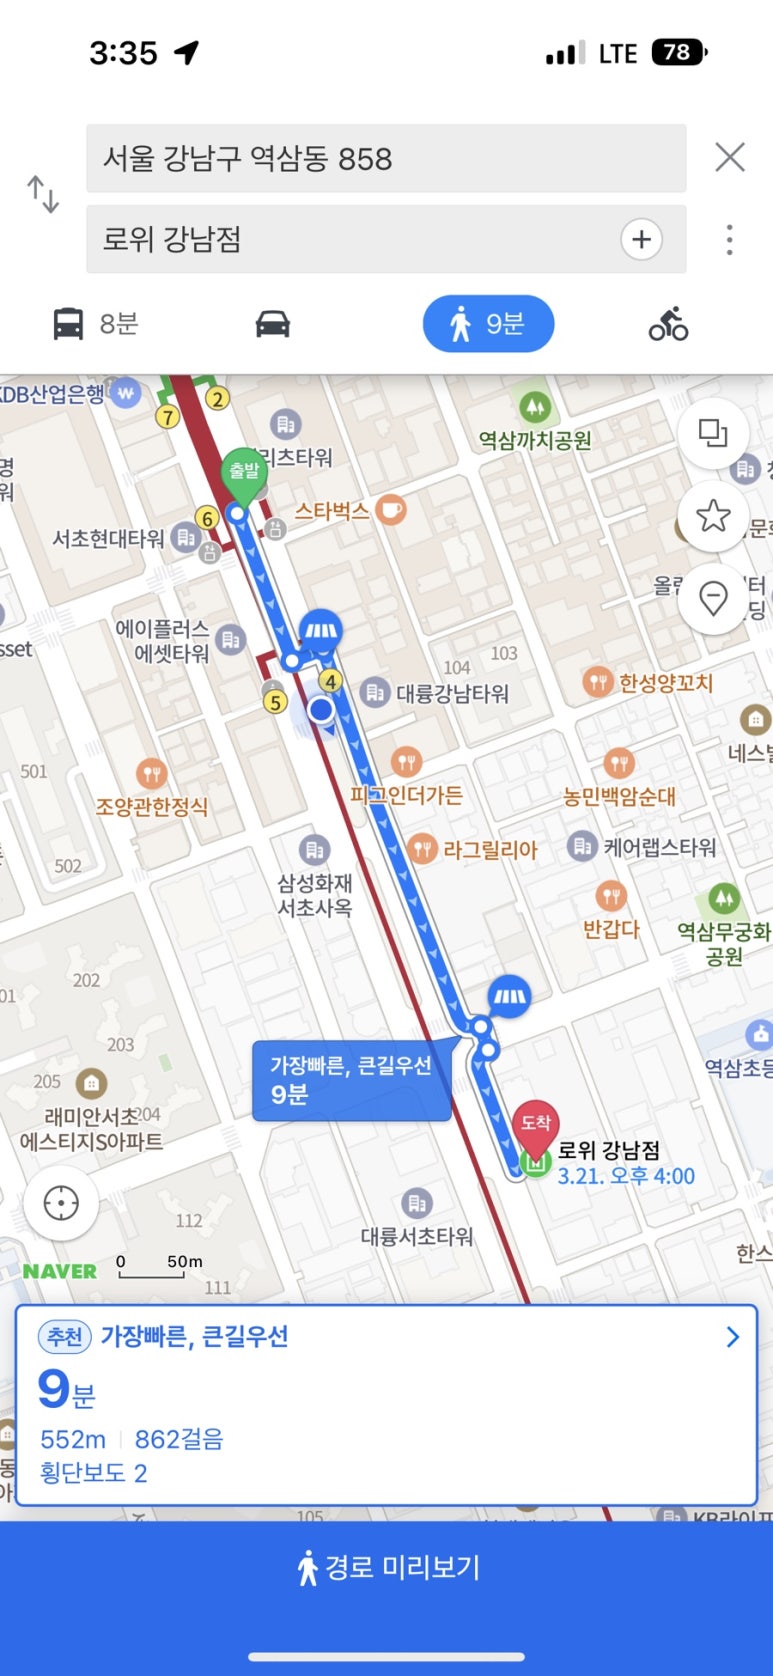 3:35
LTE 78
서울 강남구 역삼동 858
로위 강남점
8분
9분
KDB산업은행
7
2
리츠타워
역삼까치공원
출발
6
스타벅스
서초현대타워
에이플러스
에셋타워
sset
103
104
4
5
대륭강남타워
한성양꼬치
501
조양관한정식
피그인더가든
농민백암순대
502
라그릴리아
케어랩스타워
삼성화재
서초사옥
반갑다
역삼무궁화
공원
202
203
가장빠른, 큰길우선
9분
205
래미안서초
에스티지S아파트
204
도착
로위 강남점
3.21. 오후 4:00
112
대륭서초타워
NAVER
0 50m
111
추천 가장빠른, 큰길우선
9분
552m 862걸음
횡단보도 2
105
경로 미리보기